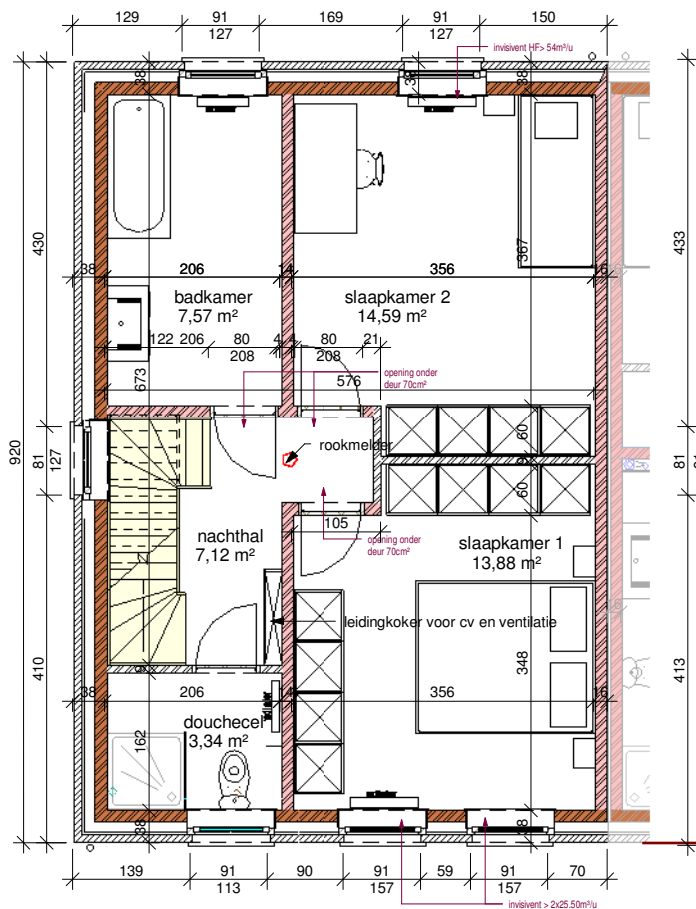 129 91 169 91 150
127 127
invisivent HF> 54m³/u
38 38 38
430 433
367
38 206 14 356 16
badkamer slaapkamer 2
7,57 m² 14,59 m²
122 206 80 4 4 80 21
208 208
opening onder
deur 70cm²
673 576
60
rookmelder
920 81 127 9 81
60
105
nachthal slaapkamer 1
7,12 m² 13,88 m²
opening onder
deur 70cm²
leidingkoker voor cv en ventilatie
410 348 413
9
38 206 14 356 16
douchecel
3,34 m²
162
38 38
139 91 90 91 59 91 70
113 157 157
invisivent > 2x25.50m³/u